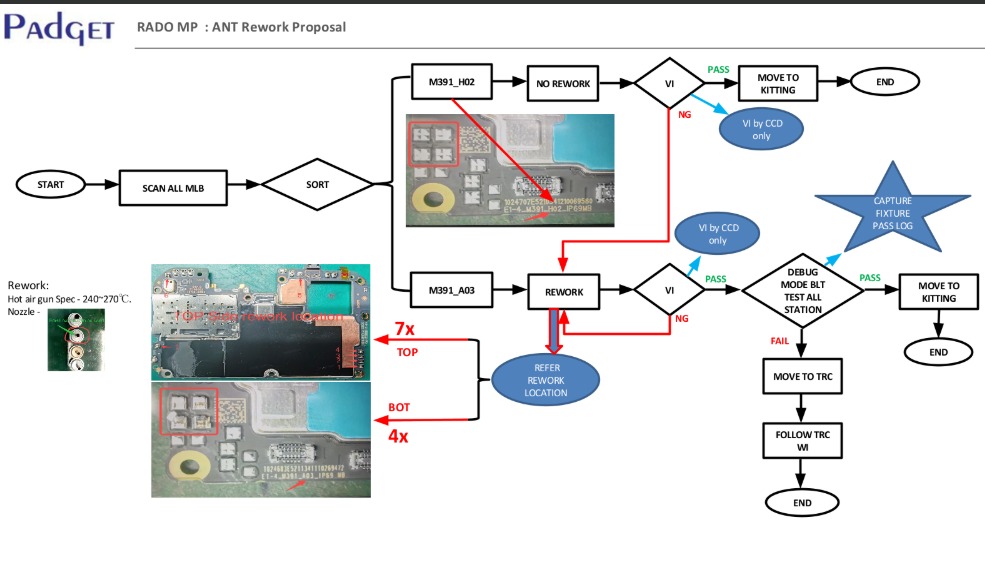 PADGET
RADO MP : ANT Rework Proposal
START
SCAN ALL MLB
SORT
M391_H02
NO REWORK
VI
PASS
MOVE TO
KITTING
END
NG
VI by CCD
only
E1-4_M391_H02_IP69MB
M391_A03
REWORK
VI
PASS
NG
VI by CCD
only
DEBUG
MODE BLT
TEST ALL
STATION
CAPTURE
FIXTURE
PASS LOG
PASS
MOVE TO
KITTING
END
FAIL
MOVE TO TRC
FOLLOW TRC
WI
END
REFER
REWORK
LOCATION
7x
TOP
BOT
4x
TOP Side rework location
E1-4_M391_A03_IP69 MB
Rework:
Hot air gun Spec - 240~270℃.
Nozzle -